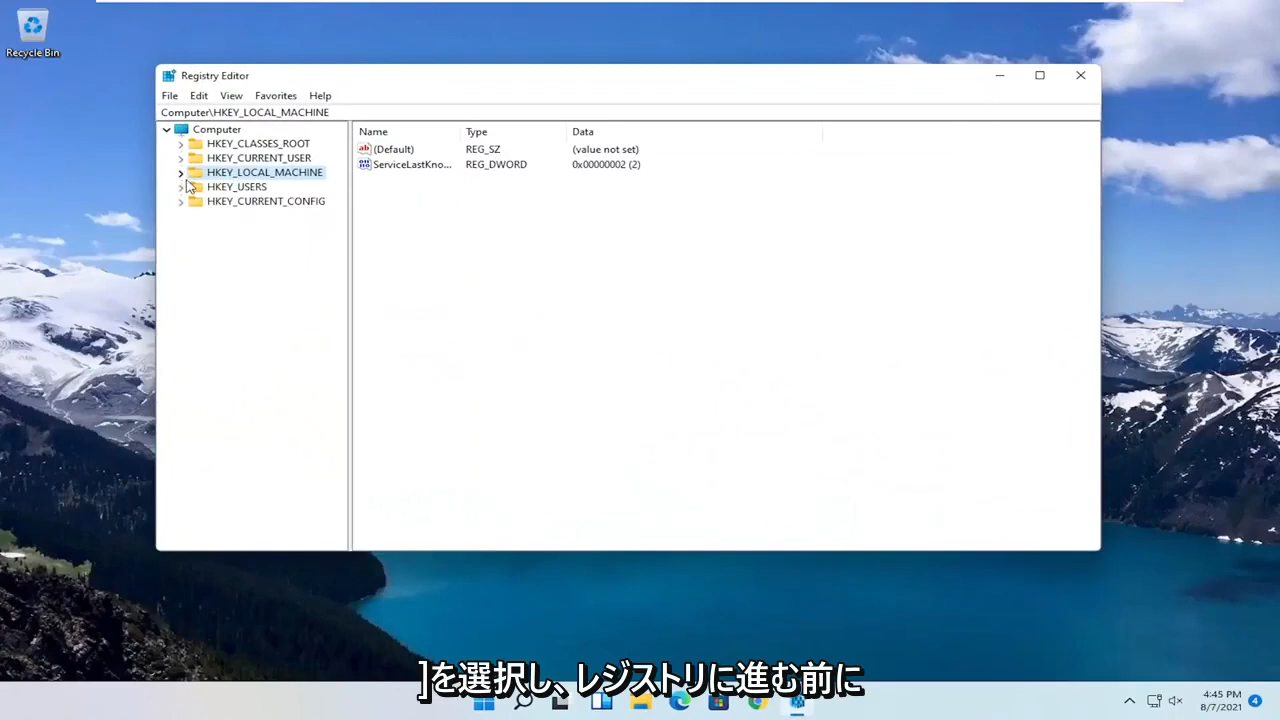 Recycle Bin
Registry Editor
File Edit View Favorites Help
Computer\HKEY_LOCAL_MACHINE
Computer
HKEY_CLASSES_ROOT
HKEY_CURRENT_USER
HKEY_LOCAL_MACHINE
HKEY_USERS
HKEY_CURRENT_CONFIG
Name Type Data
(Default) REG_SZ (value not set)
ServiceLastKno... REG_DWORD 0x00000002 (2)
]を選択し、レジストリに進む前に
4:45 PM
8/7/2021
4